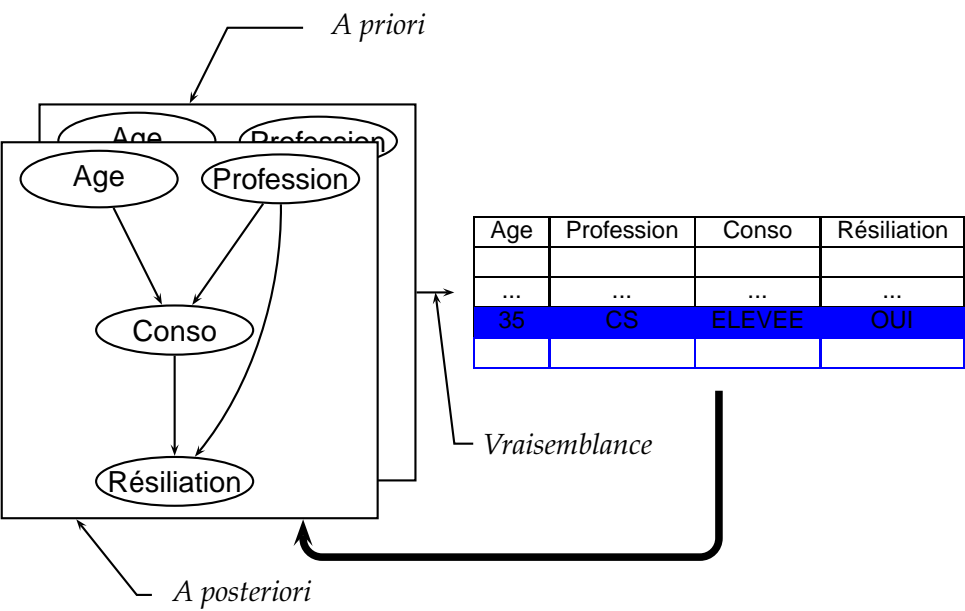 A priori
Age Profession
Age Profession
Conso
Résiliation
Age Profession Conso Résiliation
... ... ... ...
35 CS ELEVEE OUI
Vraisemblance
A posteriori